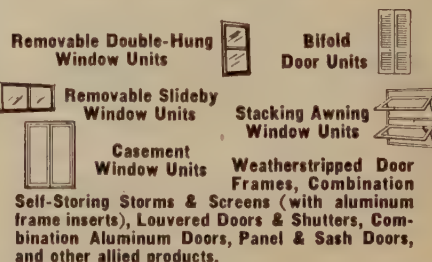 Removable Double-Hung
Window Units
Bifold
Door Units
Removable Slideby
Window Units
Stacking Awning
Window Units
Casement
Window Units
Weatherstripped Door
Frames, Combination
Self-Storing Storms & Screens (with aluminum
frame inserts), Louvered Doors & Shutters, Com-
bination Aluminum Doors, Panel & Sash Doors,
and other allied products.